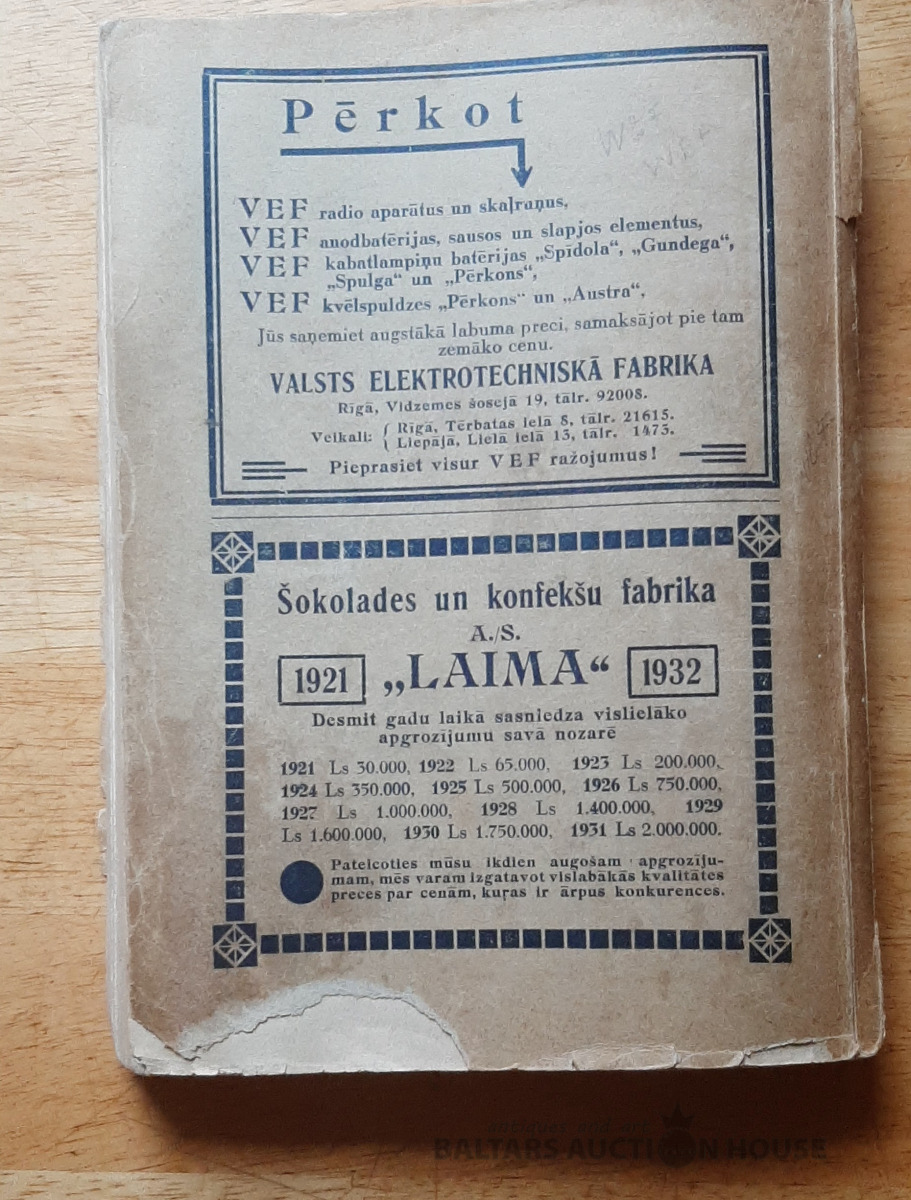 Pērkot
VEF radio aparātus un skaļruņus,
VEF anodbatērijas, sausos un slapjos elementus,
VEF kabatlampiņu batērijas „Spīdola“, „Gundega“,
„Spulga“ un „Pērkons“,
VEF kvēlspuldzes „Pērkons“ un „Austra“,
Jūs saņemiet augstākā labuma preci, samaksājot pie tam
zemāko cenu.
VALSTS ELEKTROTECHNISKĀ FABRIKA
Rīgā, Vidzemes šosejā 19, tālr. 92008.
Veikali: { Rīgā, Tērbatas ielā 8, tālr. 21615.
( Liepājā, Lielā ielā 13, tālr. 1473.
Pieprasiet visur VEF ražojumus!
Šokolades un konfekšu fabrika
A./S.
1921 „LAIMA“ 1932
Desmit gadu laikā sasniedza vislielāko
apgrozījumu savā nozarē
1921 Ls 30.000, 1922 Ls 65.000, 1923 Ls 200.000,
1924 Ls 350.000, 1925 Ls 500.000, 1926 Ls 750.000,
1927 Ls 1.000.000, 1928 Ls 1.400.000, 1929
Ls 1.600.000, 1930 Ls 1.750.000, 1931 Ls 2.000.000.
Pateicoties mūsu ikdien augošam apgrozīju-
mam, mēs varam izgatavot vislabākās kvalitātes
preces par cenām, kuŗas ir ārpus konkurences.
antiques and art
BALTARS AUCTION HOUSE